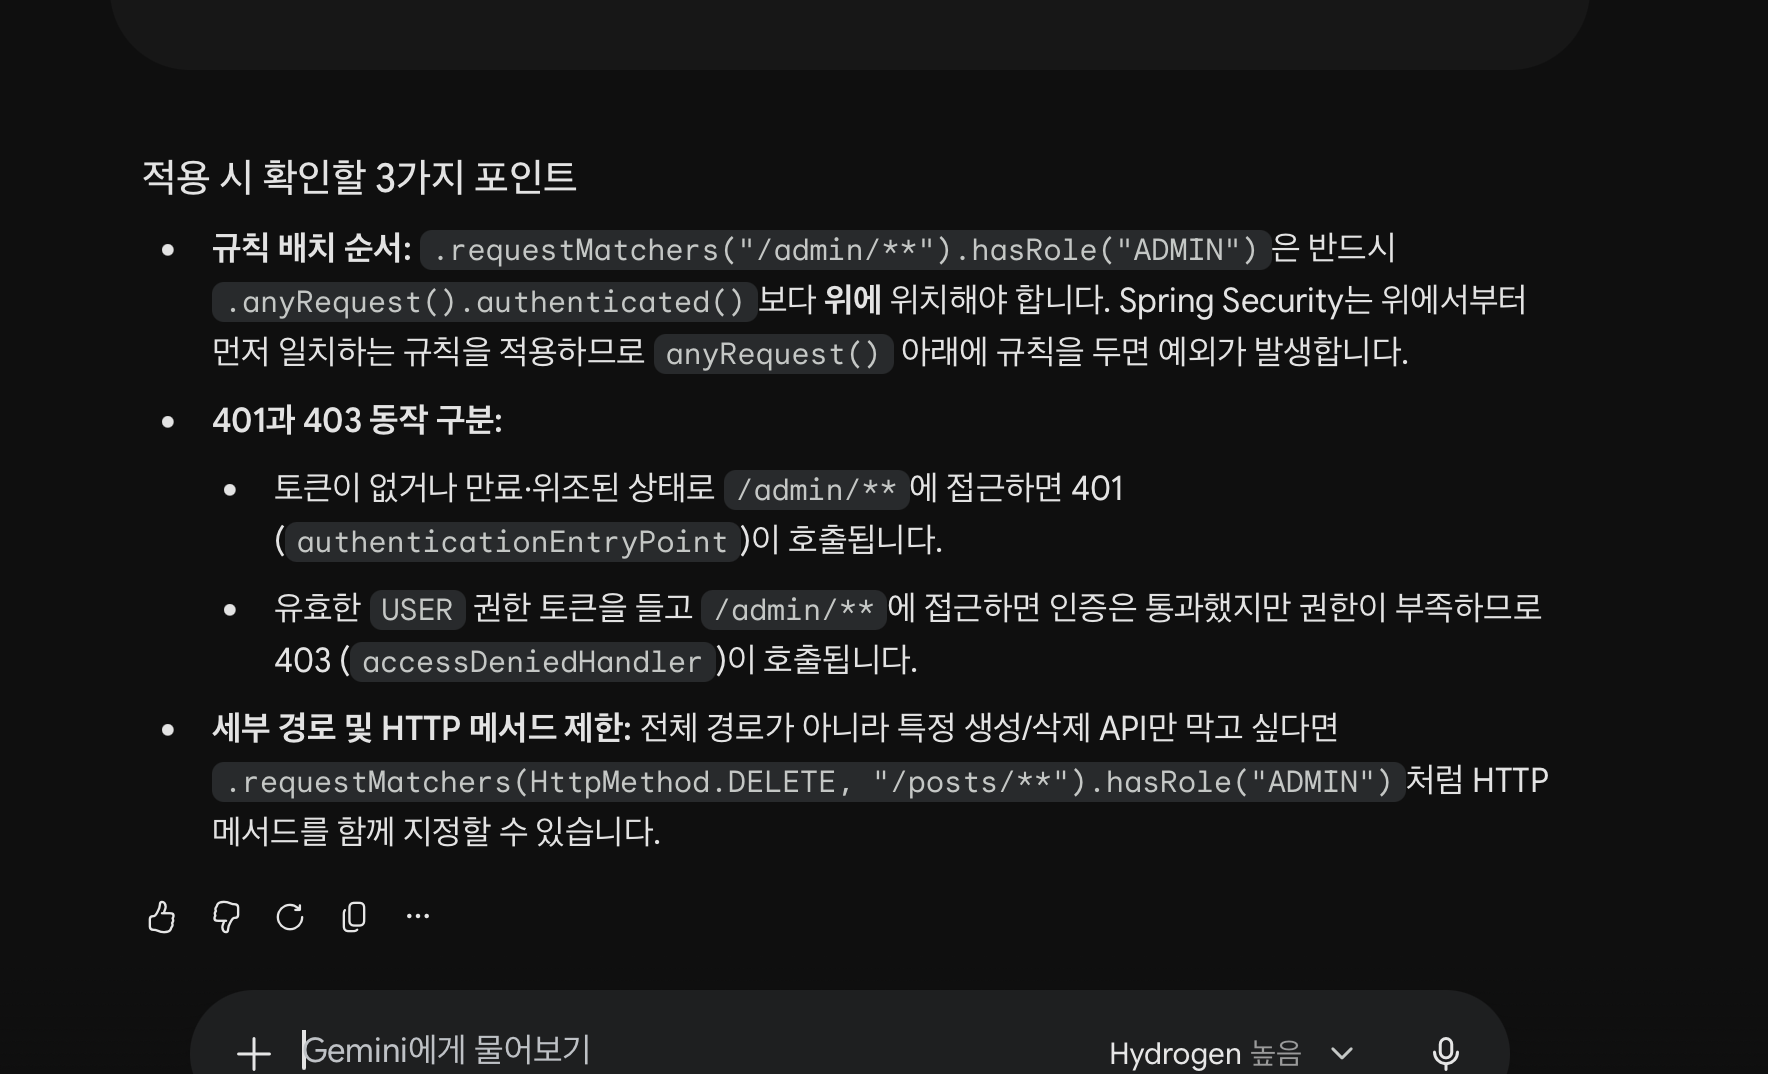 적용 시 확인할 3가지 포인트
규칙 배치 순서: .requestMatchers("/admin/**").hasRole("ADMIN")은 반드시
.anyRequest().authenticated()보다 위에 위치해야 합니다. Spring Security는 위에서부터
먼저 일치하는 규칙을 적용하므로 anyRequest() 아래에 규칙을 두면 예외가 발생합니다.
401과 403 동작 구분:
토큰이 없거나 만료·위조된 상태로 /admin/**에 접근하면 401
(authenticationEntryPoint)이 호출됩니다.
유효한 USER 권한 토큰을 들고 /admin/**에 접근하면 인증은 통과했지만 권한이 부족하므로
403 (accessDeniedHandler)이 호출됩니다.
세부 경로 및 HTTP 메서드 제한: 전체 경로가 아니라 특정 생성/삭제 API만 막고 싶다면
.requestMatchers(HttpMethod.DELETE, "/posts/**").hasRole("ADMIN")처럼 HTTP
메서드를 함께 지정할 수 있습니다.
Gemini에게 물어보기
Hydrogen 높음